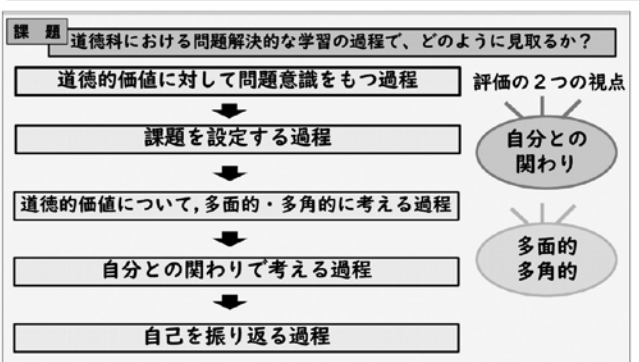 課 題
道徳科における問題解決的な学習の過程で、どのように見取るか？
道徳的価値に対して問題意識をもつ過程
課題を設定する過程
道徳的価値について,多面的・多角的に考える過程
自分との関わりで考える過程
自己を振り返る過程
評価の２つの視点
自分との
関わり
多面的
多角的